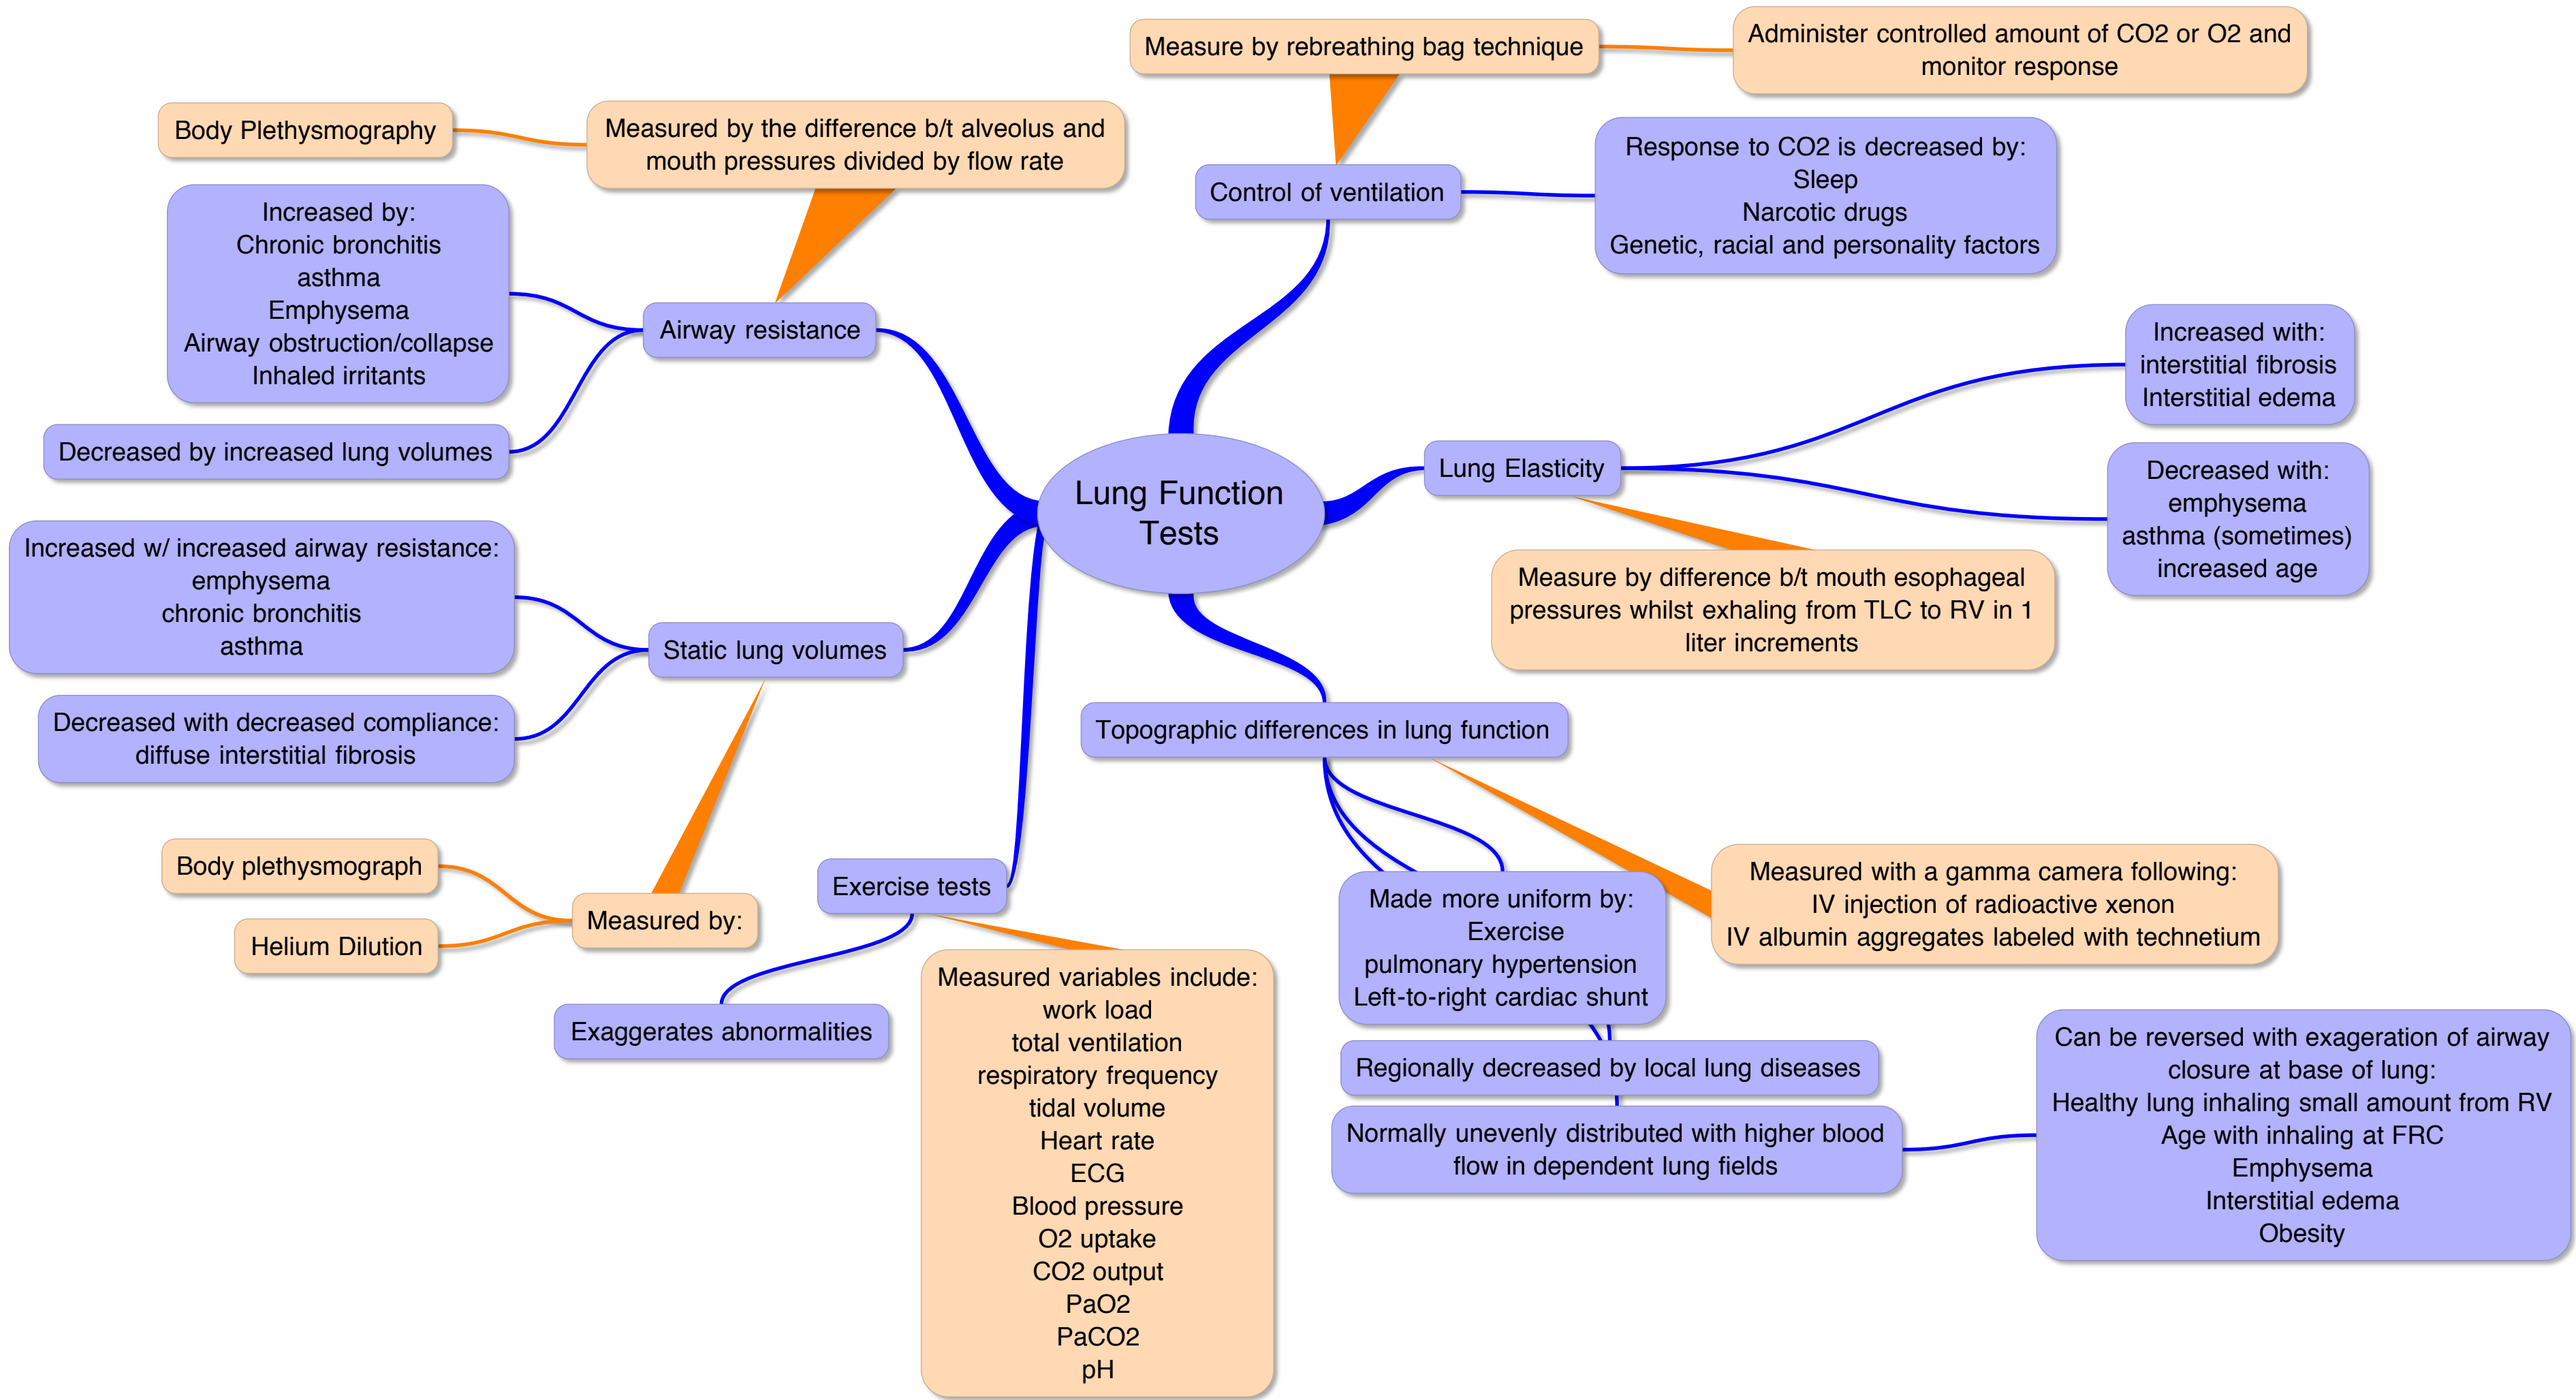 Lung Function
Tests
Control of ventilation
Measure by rebreathing bag technique
Administer controlled amount of CO2 or O2 and
monitor response
Response to CO2 is decreased by:
Sleep
Narcotic drugs
Genetic, racial and personality factors
Lung Elasticity
Increased with:
interstitial fibrosis
Interstitial edema
Decreased with:
emphysema
asthma (sometimes)
increased age
Measure by difference b/t mouth esophageal
pressures whilst exhaling from TLC to RV in 1
liter increments
Topographic differences in lung function
Measured with a gamma camera following:
IV injection of radioactive xenon
IV albumin aggregates labeled with technetium
Made more uniform by:
Exercise
pulmonary hypertension
Left-to-right cardiac shunt
Regionally decreased by local lung diseases
Normally unevenly distributed with higher blood
flow in dependent lung fields
Can be reversed with exageration of airway
closure at base of lung:
Healthy lung inhaling small amount from RV
Age with inhaling at FRC
Emphysema
Interstitial edema
Obesity
Exercise tests
Exaggerates abnormalities
Measured variables include:
work load
total ventilation
respiratory frequency
tidal volume
Heart rate
ECG
Blood pressure
O2 uptake
CO2 output
PaO2
PaCO2
pH
Static lung volumes
Increased w/ increased airway resistance:
emphysema
chronic bronchitis
asthma
Decreased with decreased compliance:
diffuse interstitial fibrosis
Measured by:
Body plethysmograph
Helium Dilution
Airway resistance
Measured by the difference b/t alveolus and
mouth pressures divided by flow rate
Body Plethysmography
Increased by:
Chronic bronchitis
asthma
Emphysema
Airway obstruction/collapse
Inhaled irritants
Decreased by increased lung volumes